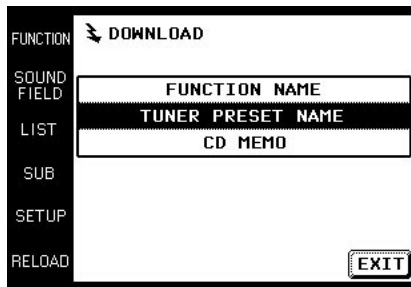 FUNCTION
SOUND
FIELD
LIST
SUB
SETUP
RELOAD
DOWNLOAD
FUNCTION NAME
TUNER PRESET NAME
CD MEMO
EXIT